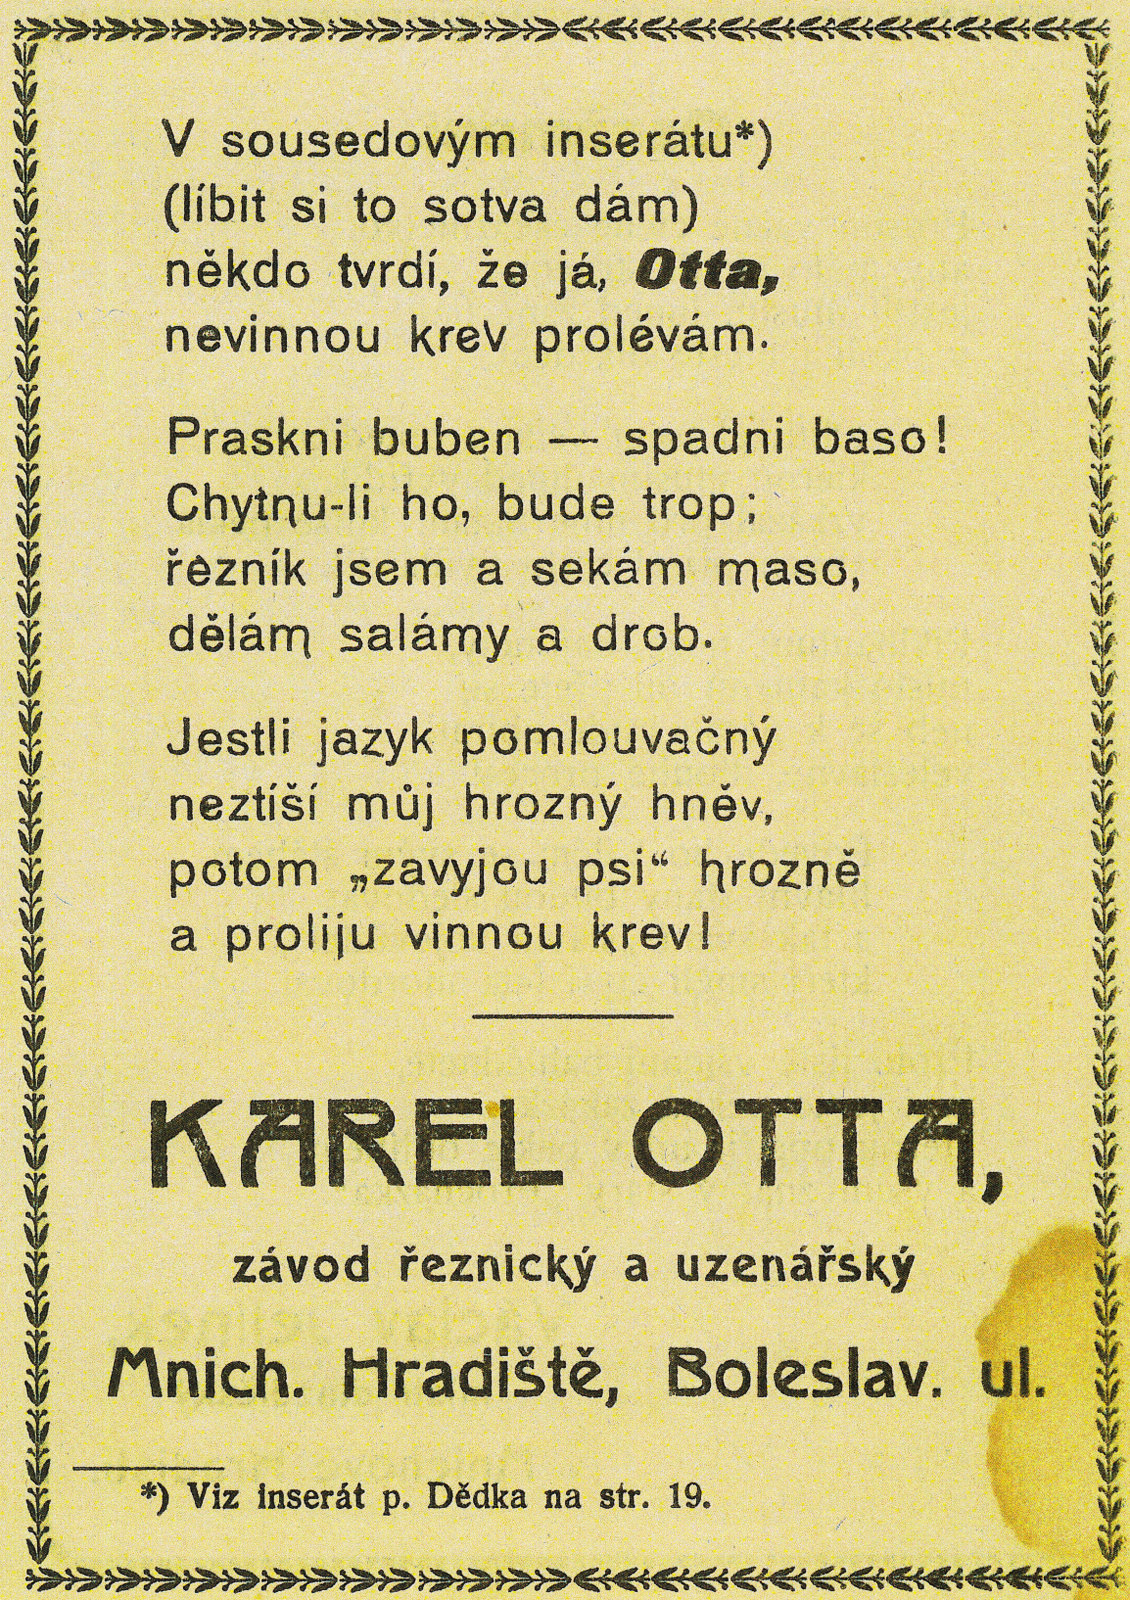 V sousedovým inserátu*)
(líbit si to sotva dám)
někdo tvrdí, že já, Otta,
nevinnou krev prolévám.
Praskni buben — spadni baso!
Chytnu-li ho, bude trop;
řezník jsem a sekám maso,
dělám salámy a drob.
Jestli jazyk pomlouvačný
neztíší můj hrozný hněv,
potom „zavyjou psi“ hrozně
a proliju vinnou krev!
KAREL OTTA,
závod řeznický a uzenářský
Mnich. Hradiště, Boleslav. ul.
*) Viz inserát p. Dědka na str. 19.